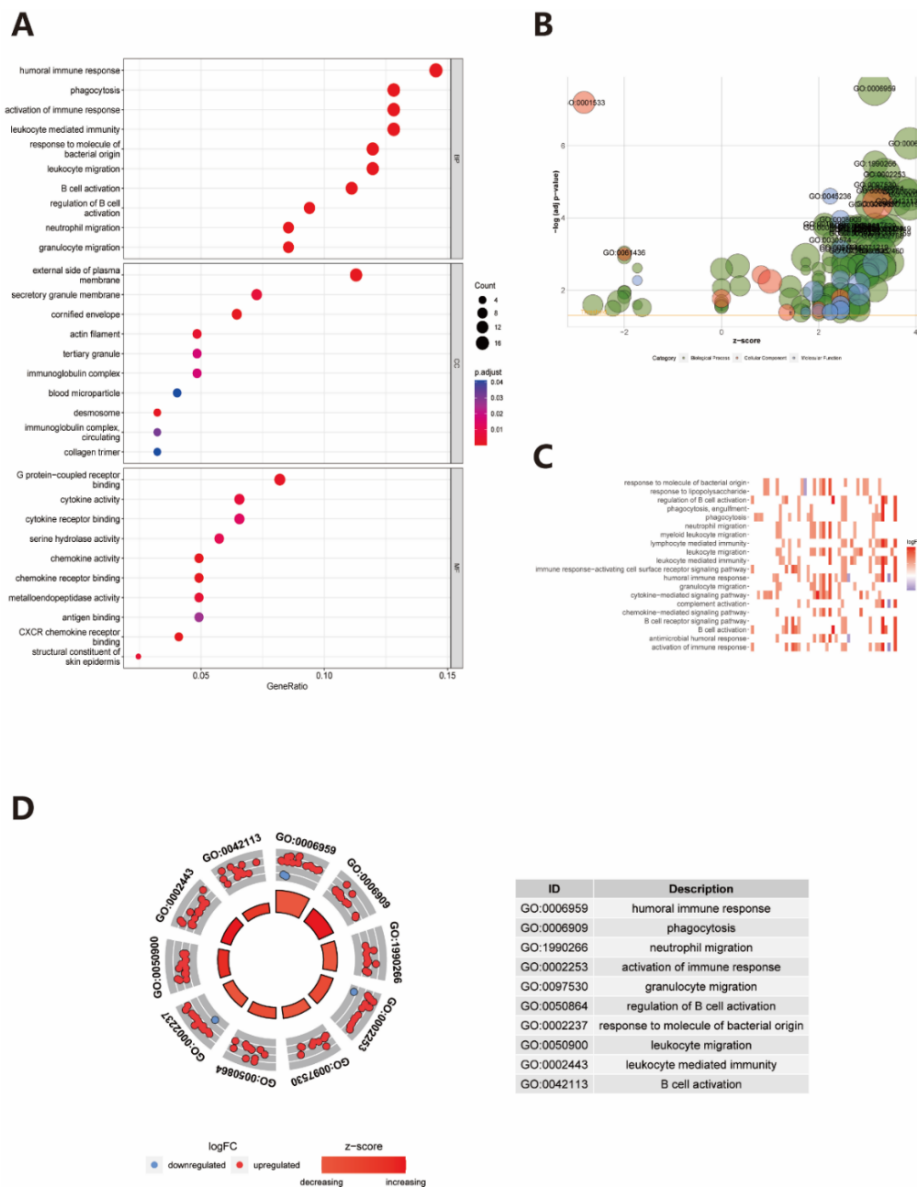 A
humoral immune response
phagocytosis
activation of immune response
leukocyte mediated immunity
response to molecule of
bacterial origin
leukocyte migration
B cell activation
regulation of B cell
activation
neutrophil migration
granulocyte migration
BP
external side of plasma
membrane
secretory granule membrane
cornified envelope
actin filament
tertiary granule
immunoglobulin complex
blood microparticle
desmosome
immunoglobulin complex,
circulating
collagen trimer
CC
G protein-coupled receptor
binding
cytokine activity
cytokine receptor binding
serine hydrolase activity
chemokine activity
chemokine receptor binding
metalloendopeptidase activity
antigen binding
CXCR chemokine receptor
binding
structural constituent of
skin epidermis
MF
0.05
0.10
0.15
GeneRatio
Count
4
8
12
16
p.adjust
0.04
0.03
0.02
0.01
B
-log (adj p-value)
6
4
2
O:0001533
GO:0006959
GO:0006
GO:1990266
GO:0002253
GO:0045236
GO:0061436
-2
0
2
4
z-score
Category
Biological Process
Cellular Component
Molecular Function
C
response to molecule of bacterial origin
response to lipopolysaccharide
regulation of B cell activation
phagocytosis, engulfment
phagocytosis
neutrophil migration
myeloid leukocyte migration
lymphocyte mediated immunity
leukocyte migration
leukocyte mediated immunity
immune response-activating cell surface receptor signaling pathway
humoral immune response
granulocyte migration
cytokine-mediated signaling pathway
complement activation
chemokine-mediated signaling pathway
B cell receptor signaling pathway
B cell activation
antimicrobial humoral response
activation of immune response
logF
D
GO:0006959
GO:0006909
GO:1990266
GO:0002253
GO:0097530
GO:0050864
GO:0002237
GO:0050900
GO:0002443
GO:0042113
logFC
downregulated
upregulated
z-score
decreasing
increasing
ID Description
GO:0006959 humoral immune response
GO:0006909 phagocytosis
GO:1990266 neutrophil migration
GO:0002253 activation of immune response
GO:0097530 granulocyte migration
GO:0050864 regulation of B cell activation
GO:0002237 response to molecule of bacterial origin
GO:0050900 leukocyte migration
GO:0002443 leukocyte mediated immunity
GO:0042113 B cell activation